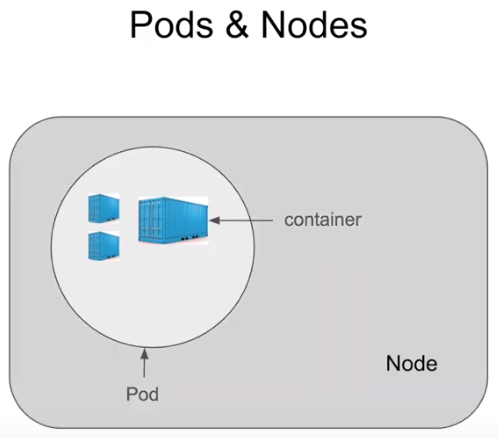 Pods & Nodes
container
Node
Pod